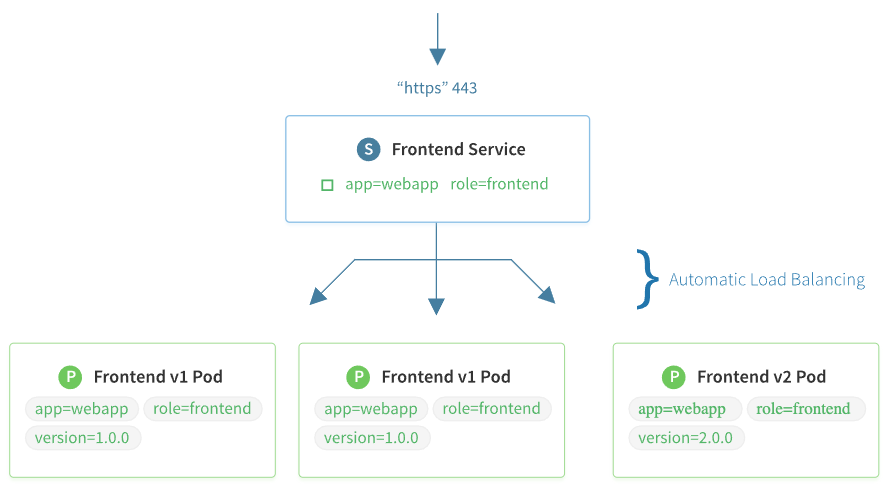 “https” 443
S Frontend Service
app=webapp role=frontend
Automatic Load Balancing
P Frontend v1 Pod
app=webapp role=frontend
version=1.0.0
P Frontend v1 Pod
app=webapp role=frontend
version=1.0.0
P Frontend v2 Pod
app=webapp role=frontend
version=2.0.0